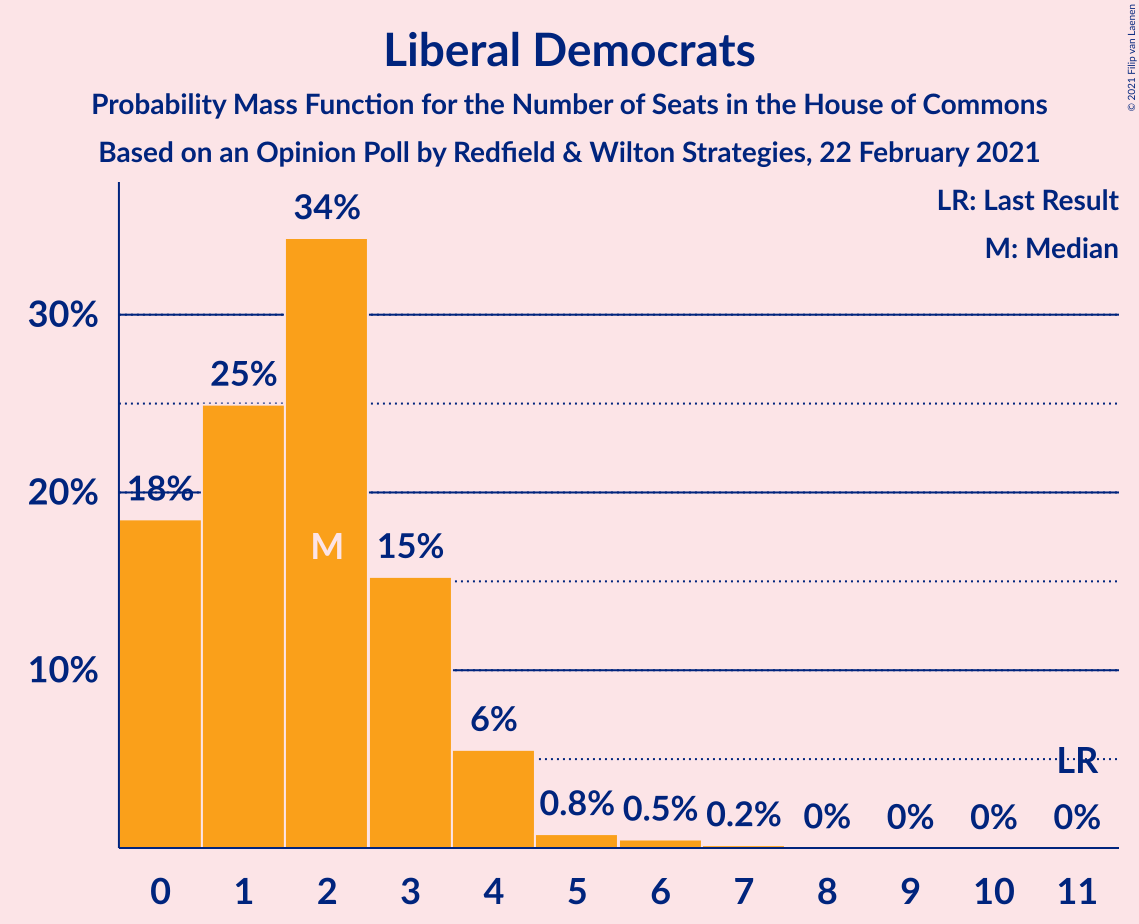 Liberal Democrats
Probability Mass Function for the Number of Seats in the House of Commons
Based on an Opinion Poll by Redfield & Wilton Strategies, 22 February 2021
© 2021 Filip van Laenen
LR: Last Result
M: Median
34%
30%
25%
20%
18%
M
15%
10%
6%
LR
0.8%
0.5%
0.2%
0%
0%
0%
0%
0 1 2 3 4 5 6 7 8 9 10 11